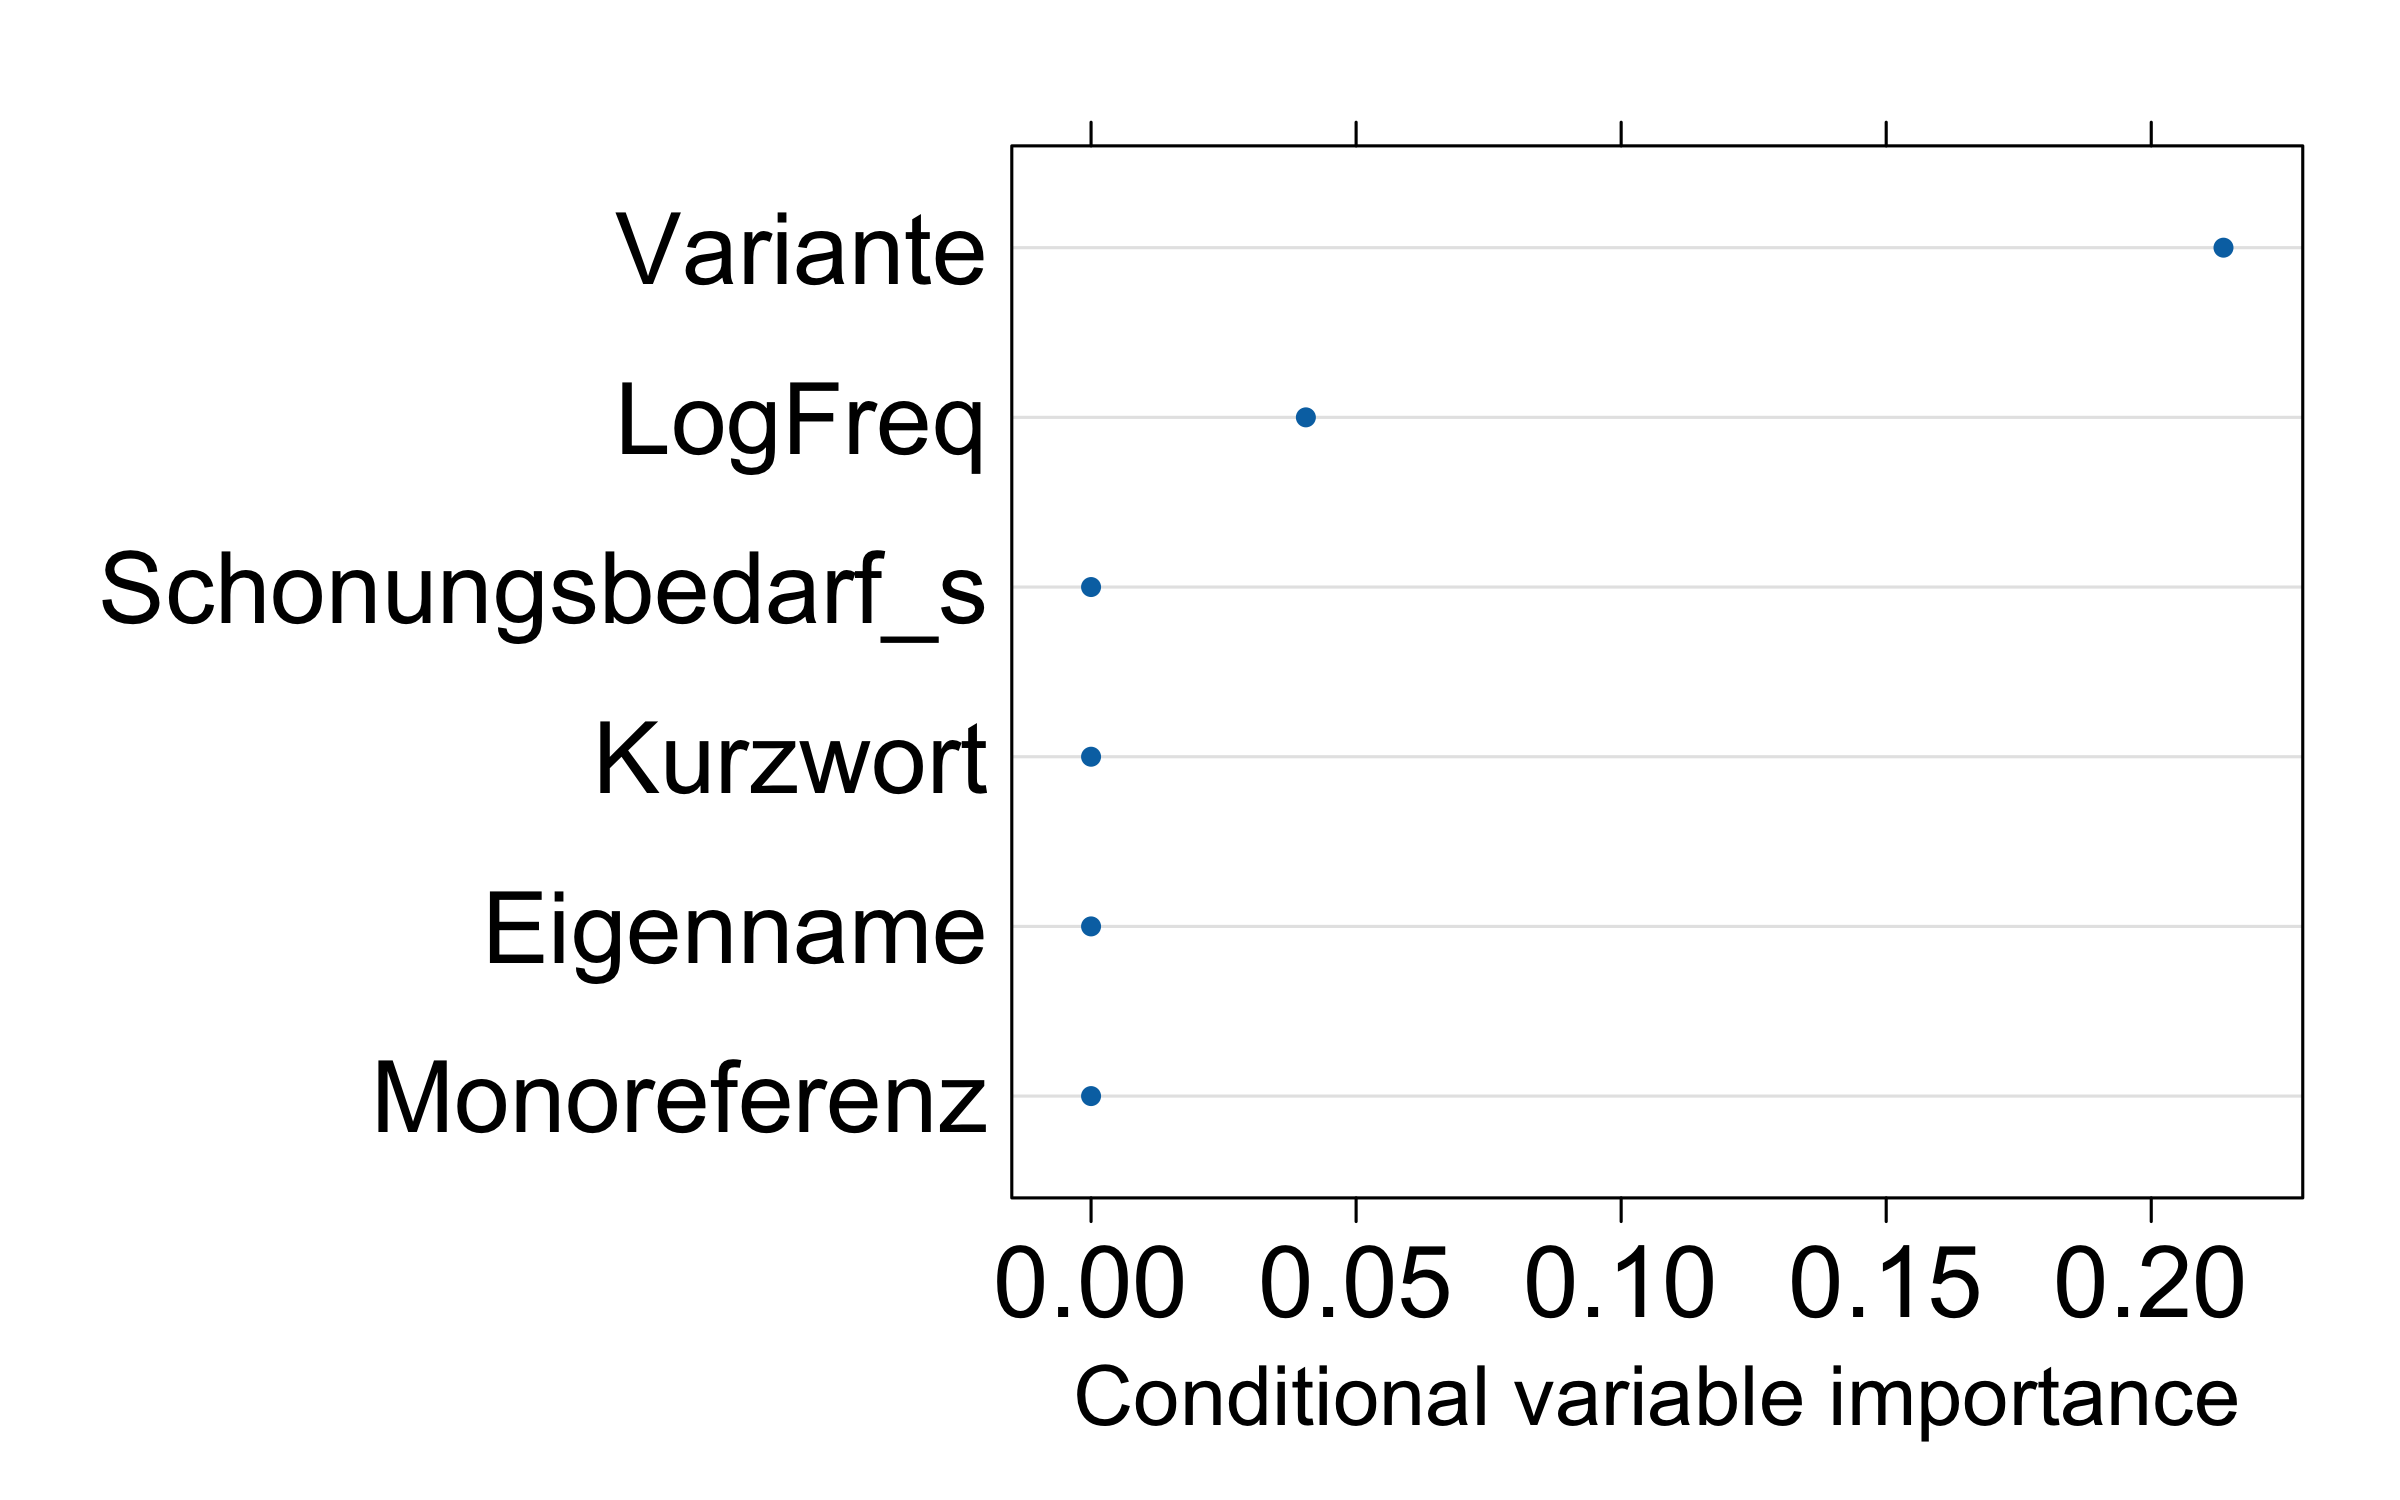 Variante
LogFreq
Schonungsbedarf_s
Kurzwort
Eigenname
Monoreferenz
0.00 0.05 0.10 0.15 0.20
Conditional variable importance